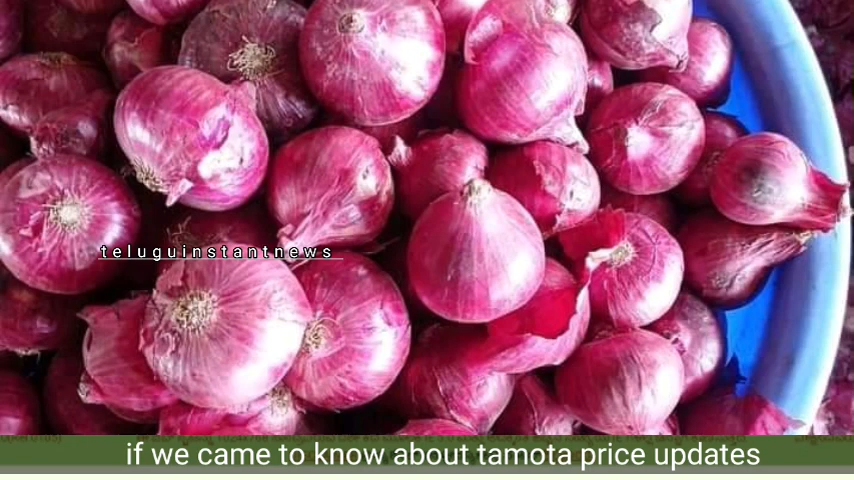 teluguinstantnews
if we came to know about tamota price updates